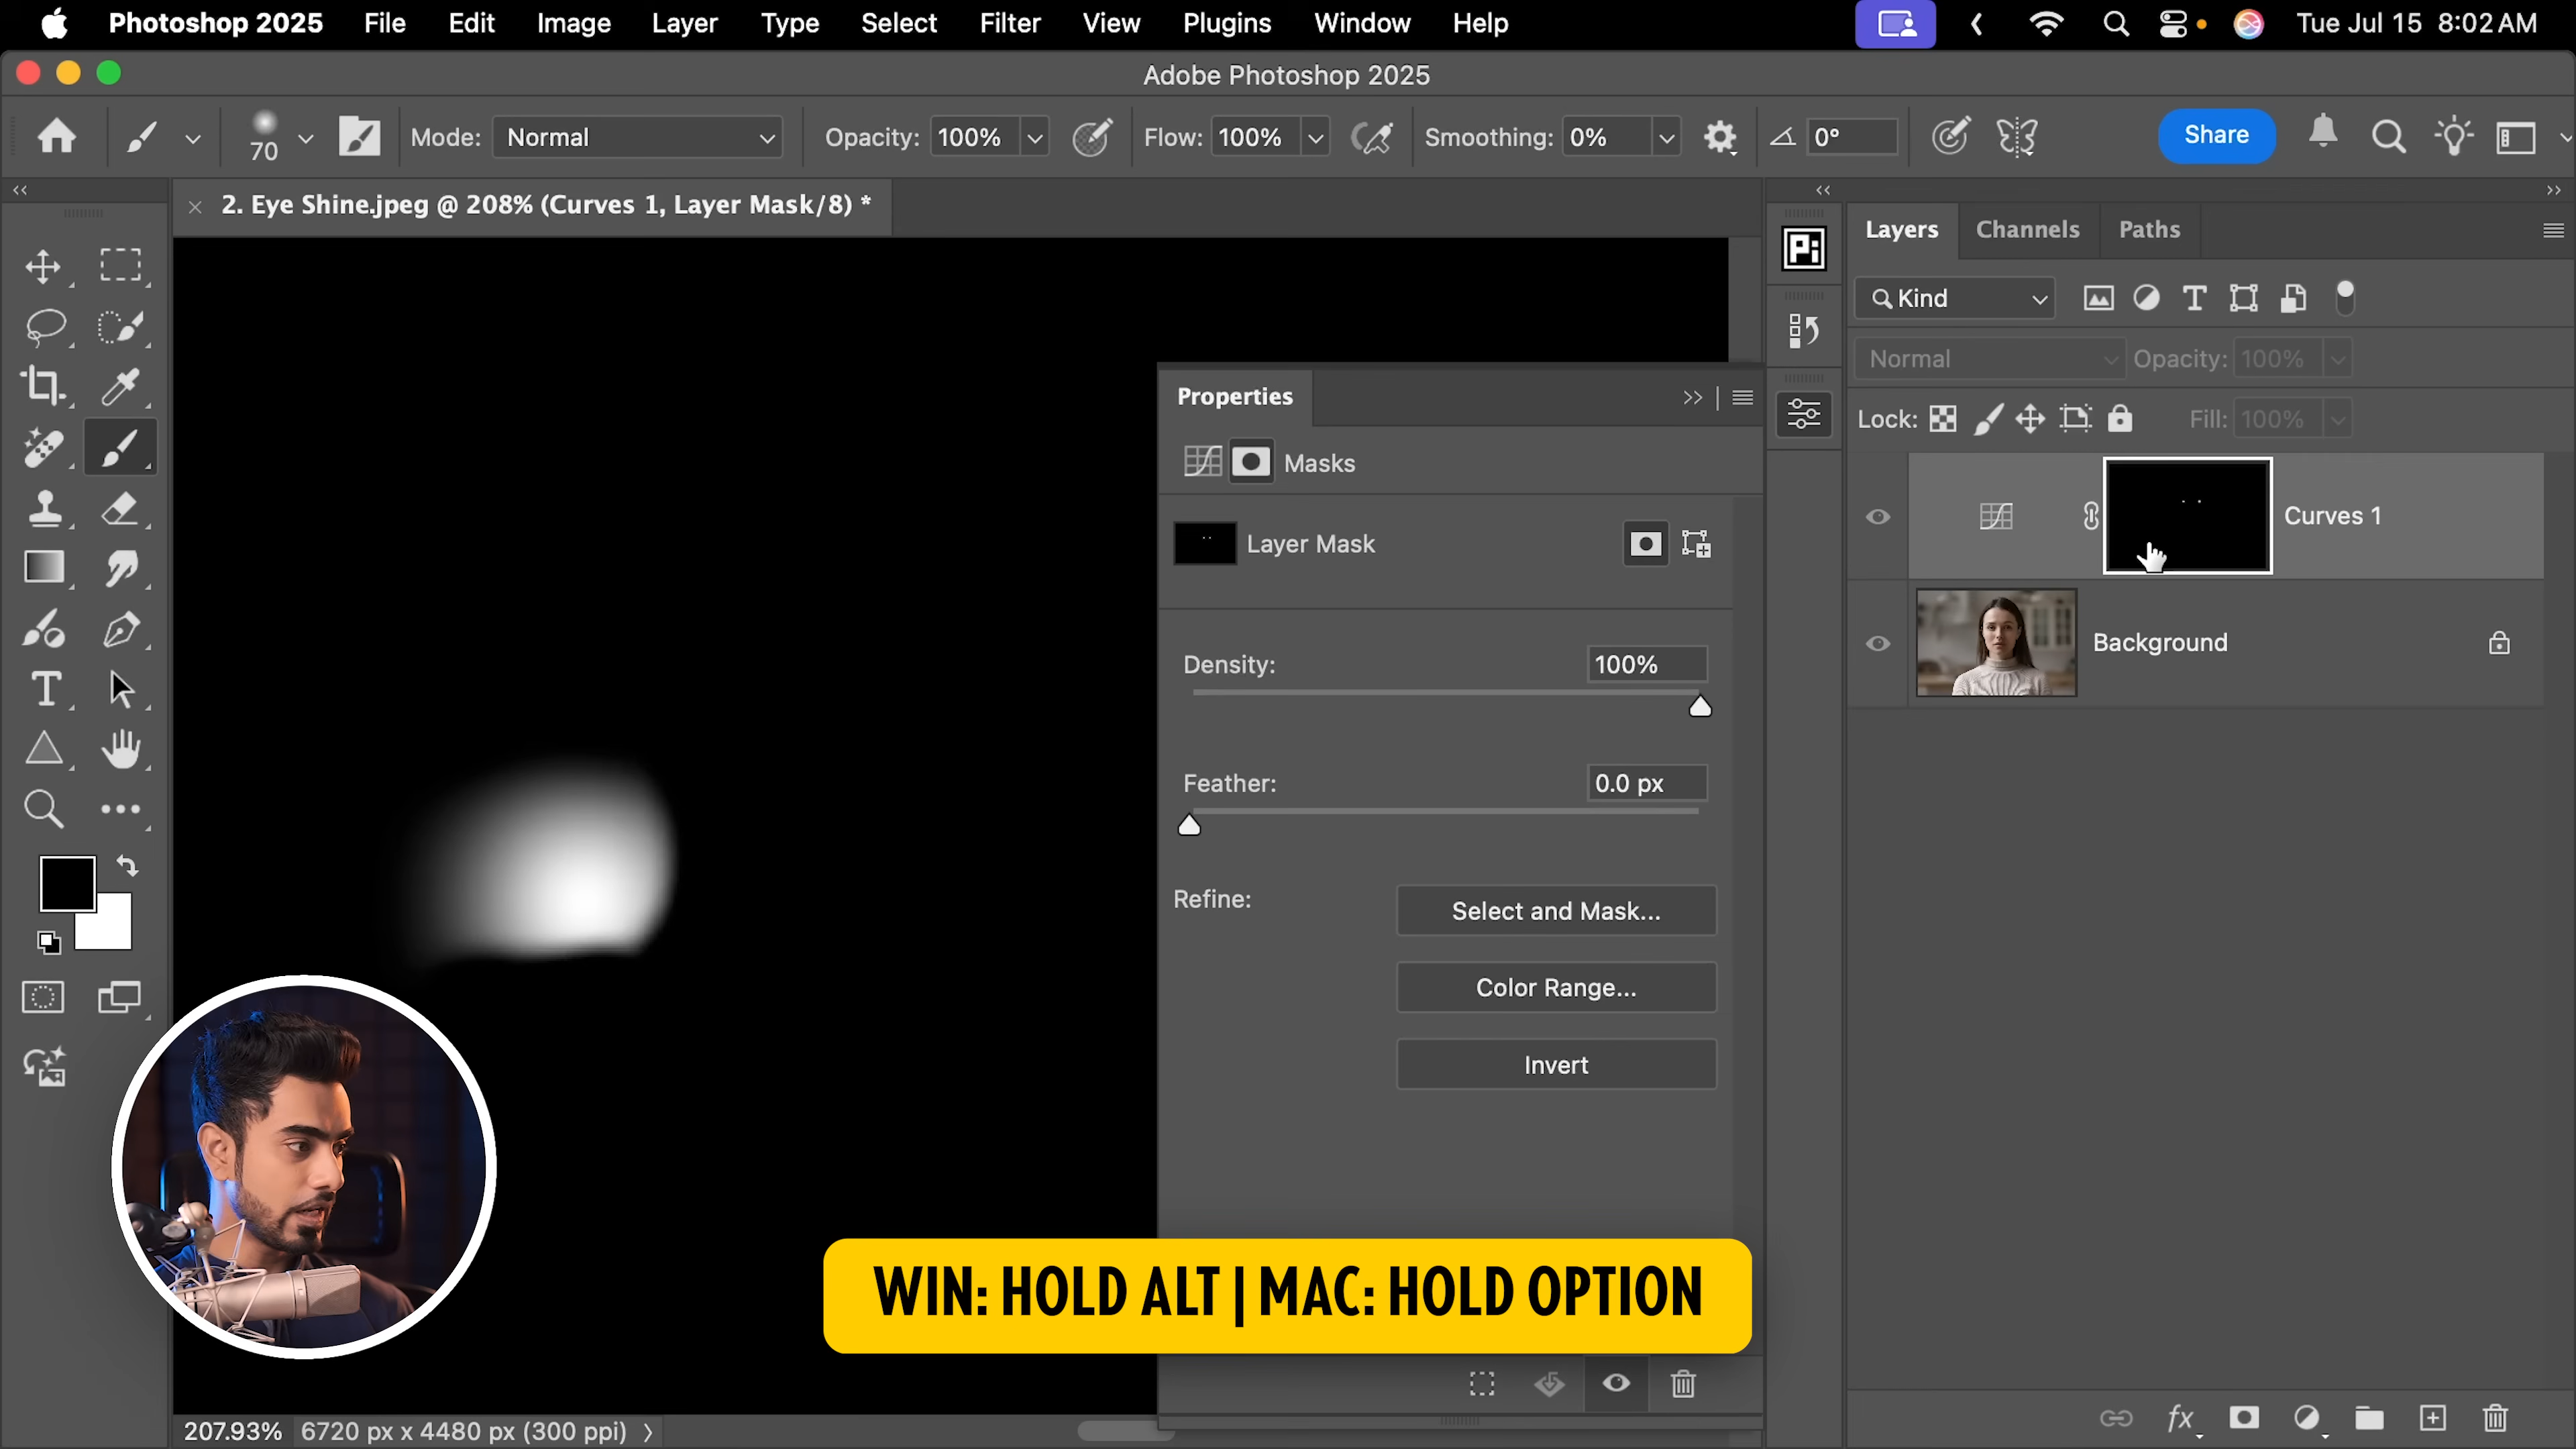 Photoshop 2025 File Edit Image Layer Type Select Filter View Plugins Window Help Tue Jul 15 8:02 AM
Adobe Photoshop 2025
70 Mode: Normal Opacity: 100% Flow: 100% Smoothing: 0% 0° Share
2. Eye Shine.jpeg @ 208% (Curves 1, Layer Mask/8) *
Layers Channels Paths
Pi
Kind
Normal Opacity: 100%
Properties
Lock: Fill: 100%
Masks
Curves 1
Layer Mask
Background
Density: 100%
Feather: 0.0 px
Refine: Select and Mask...
Color Range...
Invert
WIN: HOLD ALT | MAC: HOLD OPTION
207.93% 6720 px x 4480 px (300 ppi)
fx